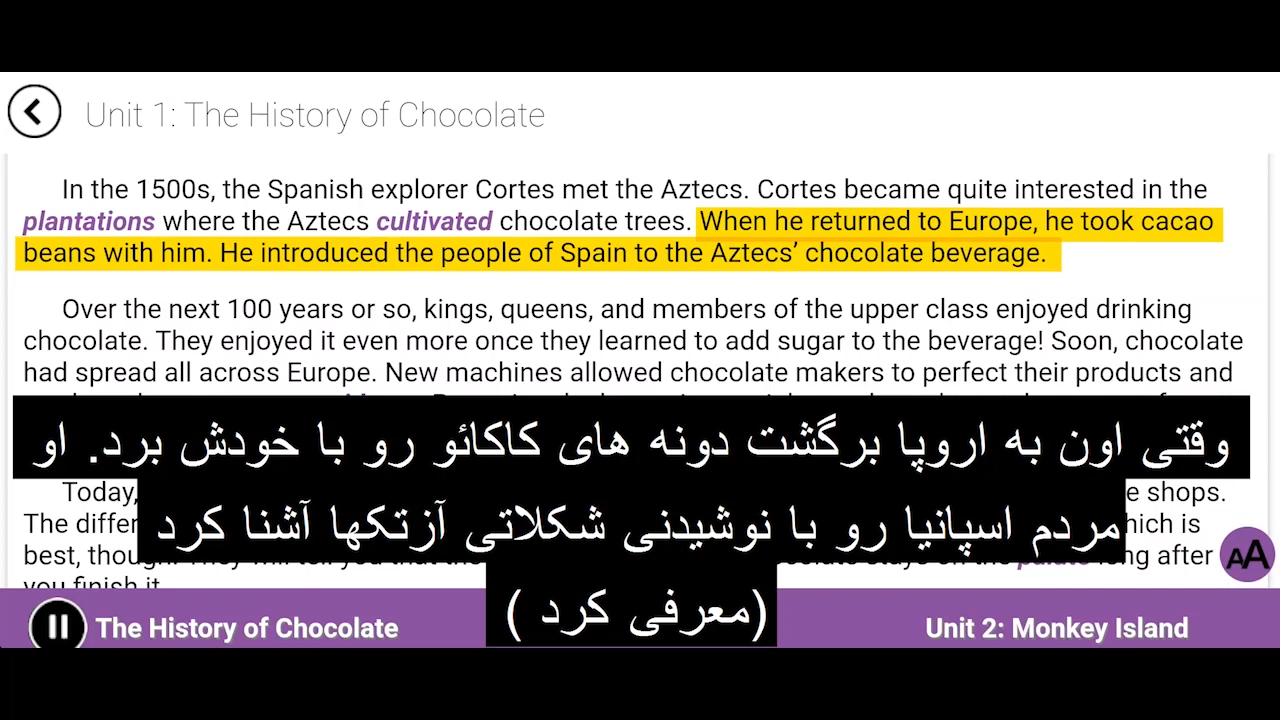 Unit 1: The History of Chocolate
In the 1500s, the Spanish explorer Cortes met the Aztecs. Cortes became quite interested in the
plantations where the Aztecs cultivated chocolate trees. When he returned to Europe, he took cacao
beans with him. He introduced the people of Spain to the Aztecs’ chocolate beverage.
Over the next 100 years or so, kings, queens, and members of the upper class enjoyed drinking
chocolate. They enjoyed it even more once they learned to add sugar to the beverage! Soon, chocolate
had spread all across Europe. New machines allowed chocolate makers to perfect their products and
وقتی اون به اروپا برگشت دونه های کاکائو رو با خودش برد. او
Today, e shops.
مردم اسپانیا رو با نوشیدنی شکلاتی آزتکها آشنا کرد
The differ hich is
best, though. after
you finish it.
(معرفی کرد )
AA
The History of Chocolate
Unit 2: Monkey Island